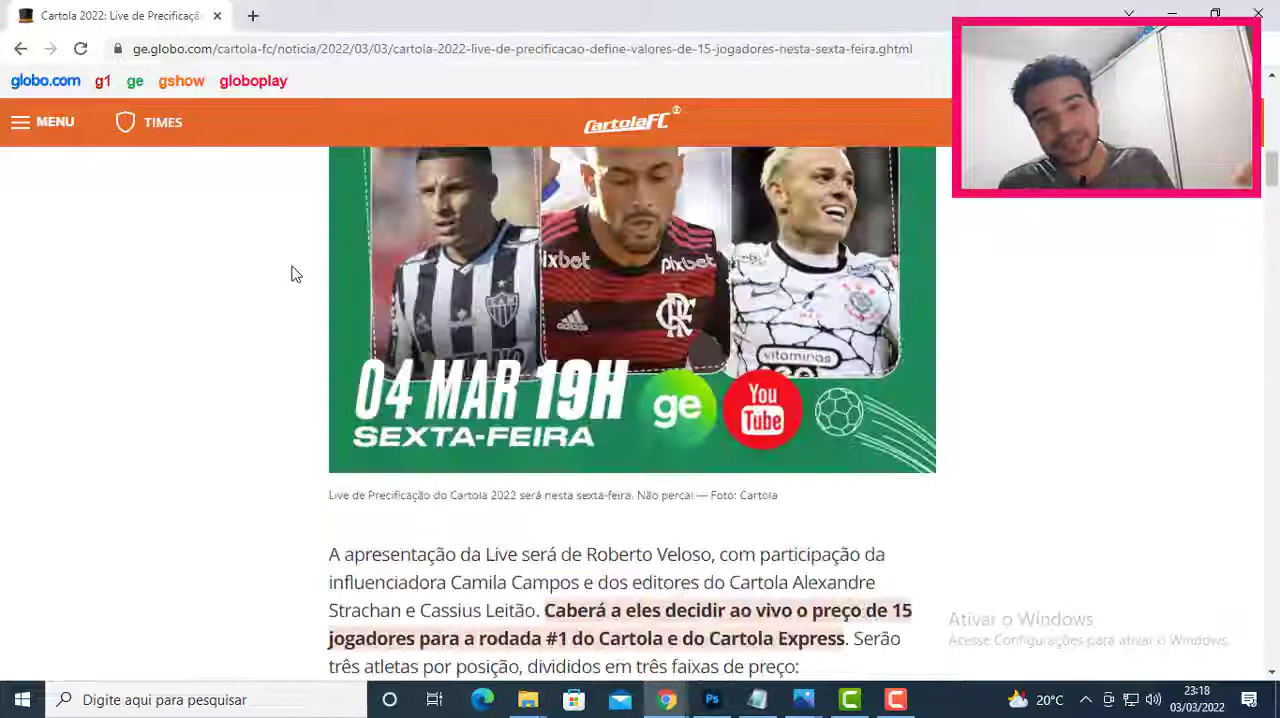 Cartola 2022: Live de Precificação
ge.globo.com/cartola-fc/noticia/2022/03/03/cartola-2022-live-de-precificacao-define-valores-de-15-jogadores-nesta-sexta-feira.ghtml
globo.com g1 ge gshow globoplay
MENU TIMES CartolaFC
pixbet pixbet
adidas
vitaminas
04 MAR 19H
SEXTA-FEIRA
ge
You
Tube
Live de Precificação do Cartola 2022 será nesta sexta-feira. Não perca! — Foto: Cartola
A apresentação da Live será de Roberto Veloso, com participação da
influenciadora Camila Campos e dos editores do Cartola Alexandre
Strachan e Cassius Leitão. Caberá a eles decidir ao vivo o preço de 15
jogadores para a rodada #1 do Cartola e do Cartola Express. Serão
três atletas por posição, divididos em três faixas de preço:
Ativar o Windows
Acesse Configurações para ativar o Windows.
Digite aqui para pesquisar
Ps
20°C
23:18
03/03/2022